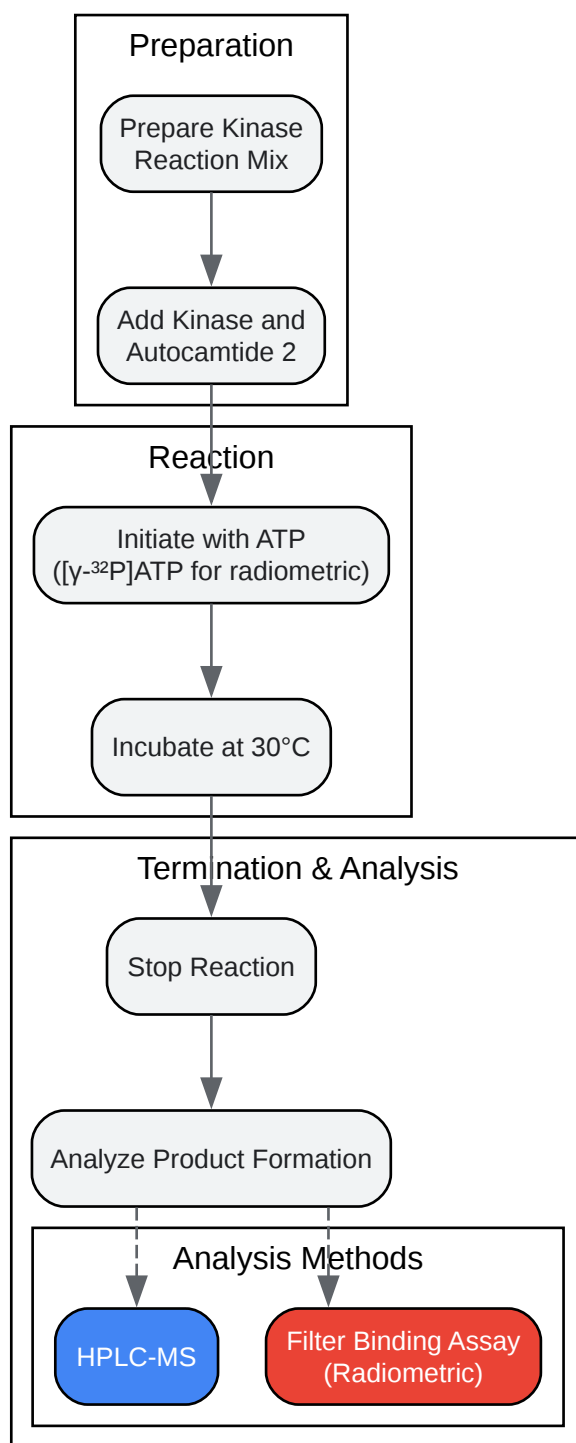 Preparation
Prepare Kinase
Reaction Mix
Add Kinase and
Autocamtide 2
Reaction
Initiate with ATP
([γ-³²P]ATP for radiometric)
Incubate at 30°C
Termination & Analysis
Stop Reaction
Analyze Product Formation
Analysis Methods
HPLC-MS
Filter Binding Assay
(Radiometric)